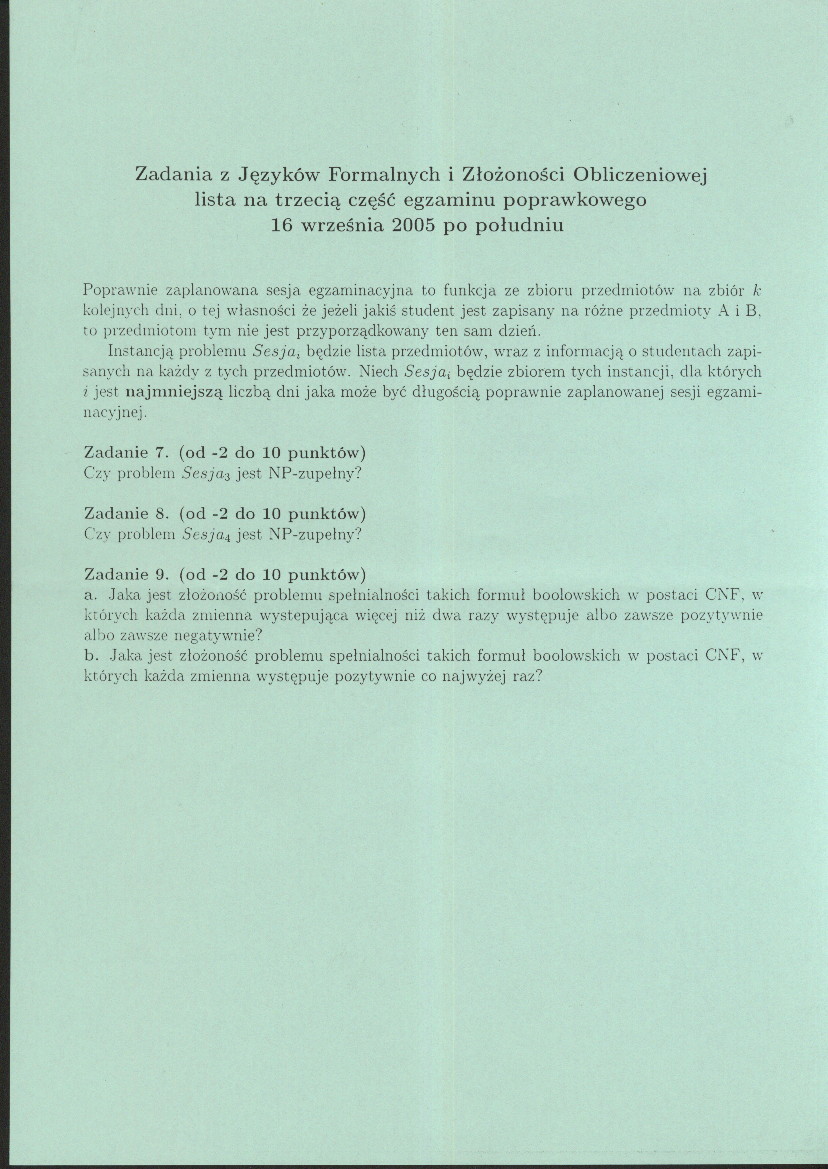 Zadania z Języków Formalnych i Złożoności Obliczeniowej
lista na trzecią część egzaminu poprawkowego
16 września 2005 po południu
Poprawnie zaplanowana sesja egzaminacyjna to funkcja ze zbioru przedmiotów na zbiór k
kolejnych dni, o tej własności że jeżeli jakiś student jest zapisany na różne przedmioty A i B,
to przedmiotom tym nie jest przyporządkowany ten sam dzień.
Instancją problemu Sesja_i będzie lista przedmiotów, wraz z informacją o studentach zapi-
sanych na każdy z tych przedmiotów. Niech Sesja_i będzie zbiorem tych instancji, dla których
i jest najmniejszą liczbą dni jaka może być długością poprawnie zaplanowanej sesji egzami-
nacyjnej.
Zadanie 7. (od -2 do 10 punktów)
Czy problem Sesja₃ jest NP-zupełny?
Zadanie 8. (od -2 do 10 punktów)
Czy problem Sesja₄ jest NP-zupełny?
Zadanie 9. (od -2 do 10 punktów)
a. Jaka jest złożoność problemu spełnialności takich formuł boolowskich w postaci CNF, w
których każda zmienna wystepująca więcej niż dwa razy występuje albo zawsze pozytywnie
albo zawsze negatywnie?
b. Jaka jest złożoność problemu spełnialności takich formuł boolowskich w postaci CNF, w
których każda zmienna występuje pozytywnie co najwyżej raz?